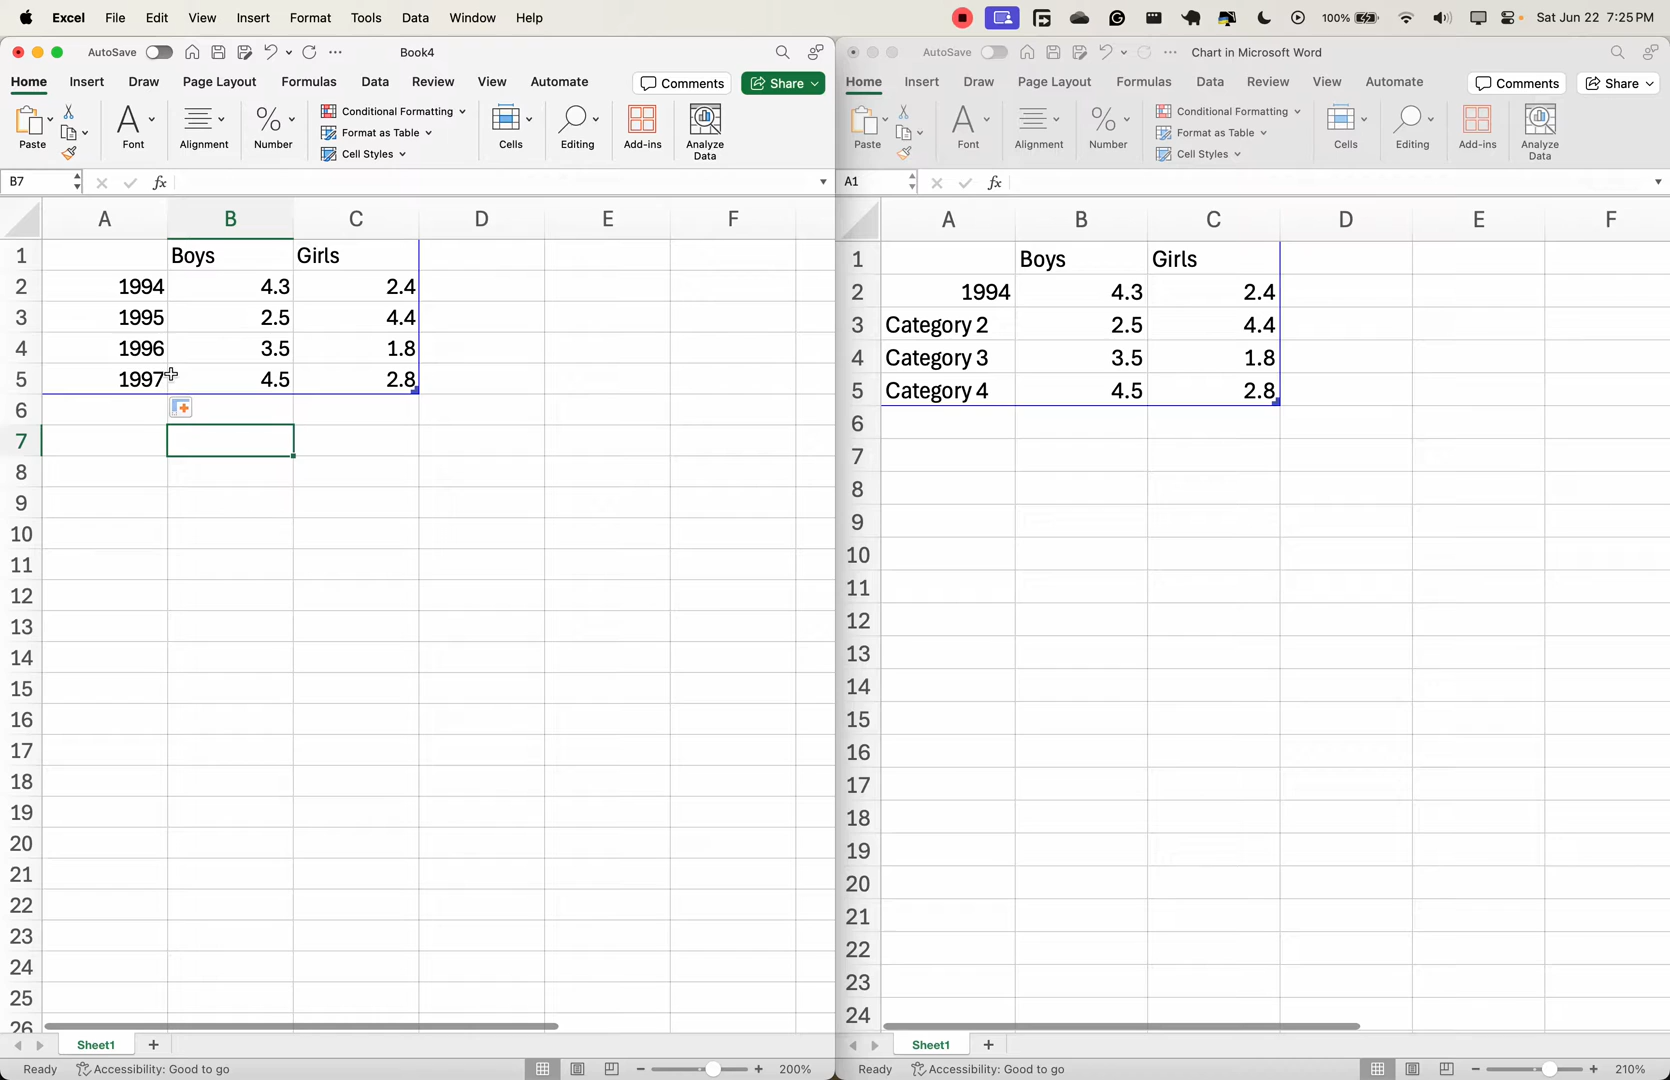 Excel File Edit View Insert Format Tools Data Window Help 100% Sat Jun 22 7:25 PM
AutoSave Book4
Home Insert Draw Page Layout Formulas Data Review View Automate Comments Share
Paste Font Alignment Number Conditional Formatting Format as Table Cell Styles Cells Editing Add-ins Analyze Data
B7 fx
A B C D E F
1 Boys Girls
2 1994 4.3 2.4
3 1995 2.5 4.4
4 1996 3.5 1.8
5 1997 4.5 2.8
6
7
8
9
10
11
12
13
14
15
16
17
18
19
20
21
22
23
24
25
26
Sheet1
Ready Accessibility: Good to go 200%
AutoSave Chart in Microsoft Word
Home Insert Draw Page Layout Formulas Data Review View Automate Comments Share
Paste Font Alignment Number Conditional Formatting Format as Table Cell Styles Cells Editing Add-ins Analyze Data
A1 fx
A B C D E F
1 Boys Girls
2 1994 4.3 2.4
3 Category 2 2.5 4.4
4 Category 3 3.5 1.8
5 Category 4 4.5 2.8
6
7
8
9
10
11
12
13
14
15
16
17
18
19
20
21
22
23
24
Sheet1
Ready Accessibility: Good to go 210%